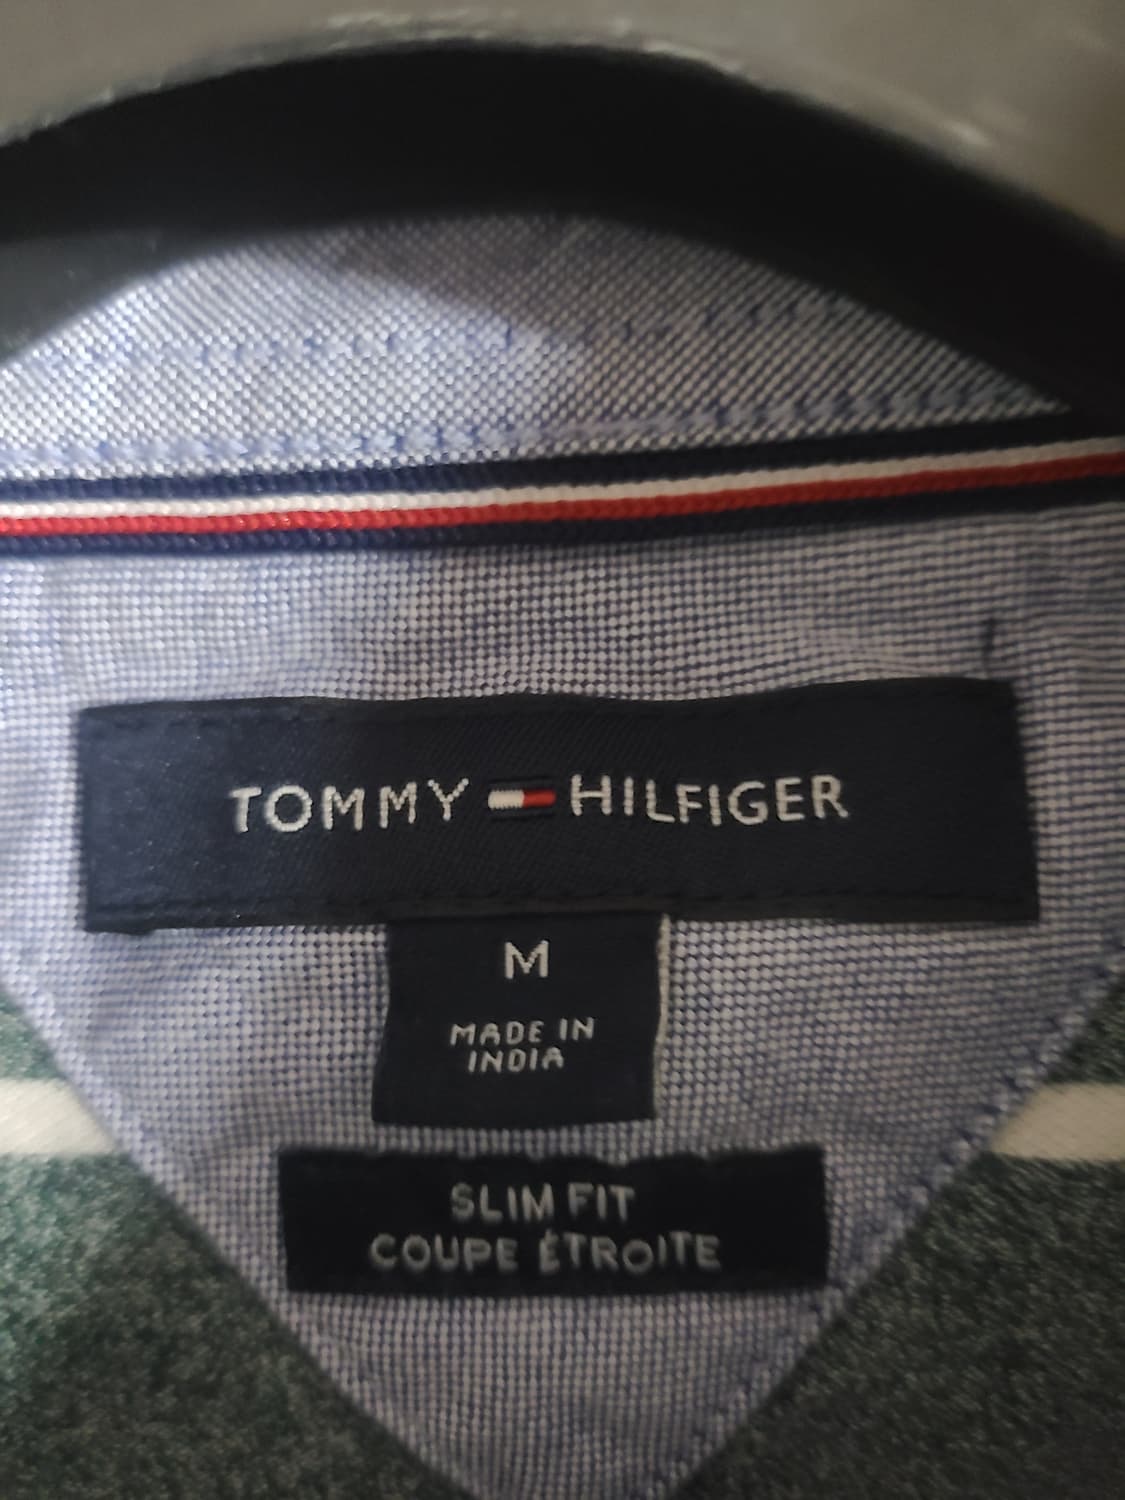 TOMMY HILFIGER
M
MADE IN
INDIA
SLIM FIT
COUPE ÉTROITE